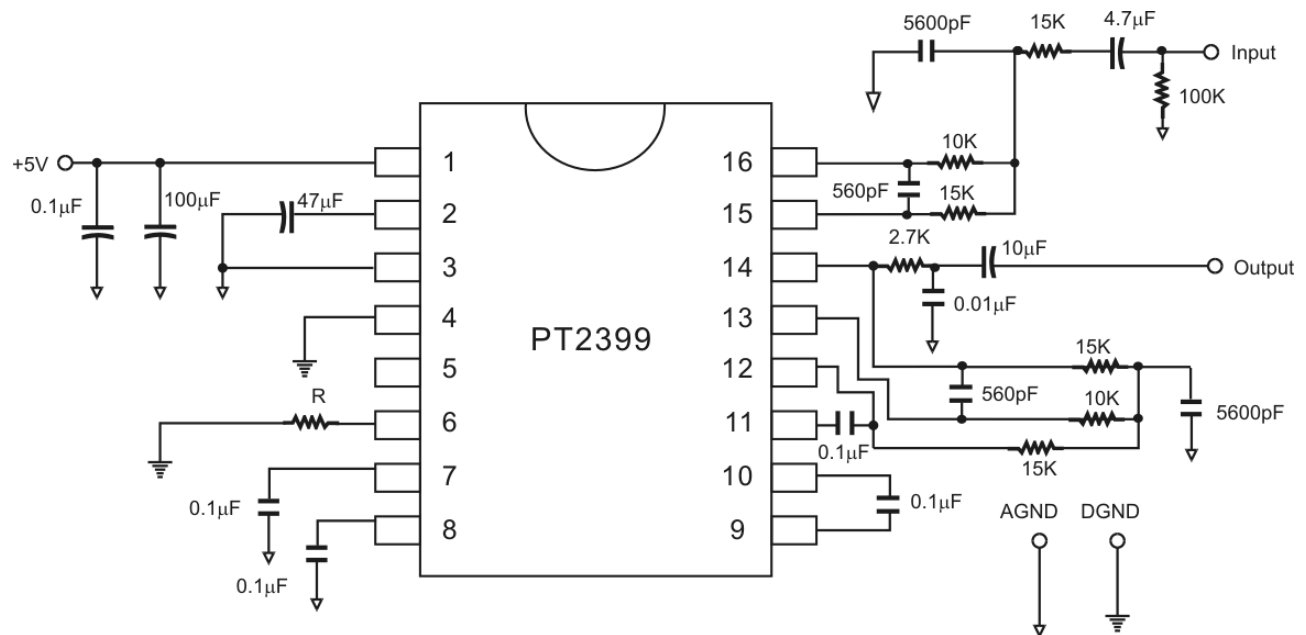 5600pF
15K
4.7µF
Input
100K
+5V
0.1µF
100µF
47µF
1
2
3
4
5
6
7
8
R
0.1µF
0.1µF
PT2399
16
15
14
13
12
11
10
9
10K
560pF
15K
2.7K
10µF
Output
0.01µF
15K
560pF
10K
5600pF
0.1µF
15K
0.1µF
AGND
DGND